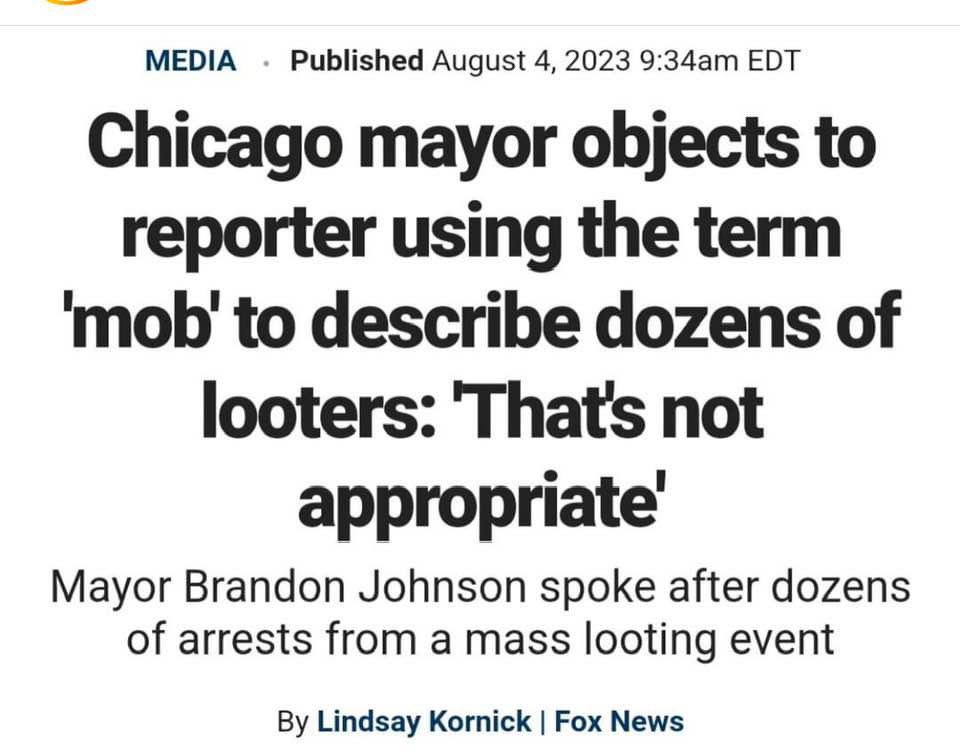 MEDIA · Published August 4, 2023 9:34am EDT
Chicago mayor objects to
reporter using the term
'mob' to describe dozens of
looters: 'That's not
appropriate'
Mayor Brandon Johnson spoke after dozens
of arrests from a mass looting event
By Lindsay Kornick | Fox News